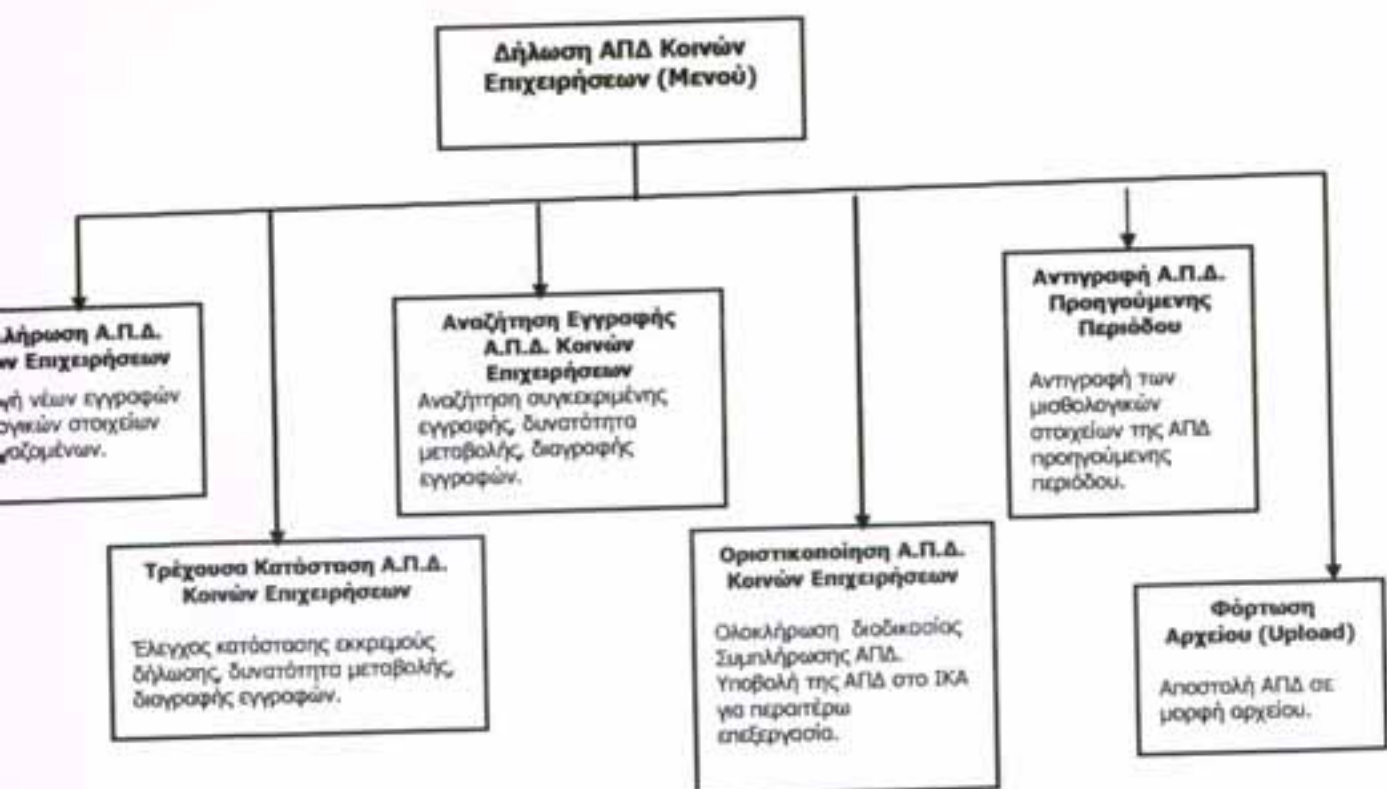 Δήλωση ΑΠΔ Κοινών
Επιχειρήσεων (Μενού)
Επιχειρήσεων
νέων εγγραφών
στοιχείων
Αναζήτηση Εγγραφής
Α.Π.Δ. Κοινών
Επιχειρήσεων
Αναζήτηση συγκεκριμένης
εγγραφής, δυνατότητα
μεταβολής, διαγραφής
εγγραφών.
Αντιγραφή Α.Π.Δ.
Προηγούμενης
Περιόδου
Αντιγραφή των
μισθολογικών
στοιχείων της ΑΠΔ
προηγούμενης
περιόδου.
Τρέχουσα Κατάσταση Α.Π.Δ.
Κοινών Επιχειρήσεων
Έλεγχος κατάστασης εκκρεμούς
δήλωσης, δυνατότητα μεταβολής,
διαγραφής εγγραφών.
Οριστικοποίηση Α.Π.Δ.
Κοινών Επιχειρήσεων
Ολοκλήρωση διαδικασίας
Συμπλήρωσης ΑΠΔ.
Υποβολή της ΑΠΔ στο ΙΚΑ
για περαιτέρω
επεξεργασία.
Φόρτωση
Αρχείου (Upload)
Αποστολή ΑΠΔ σε
μορφή αρχείου.